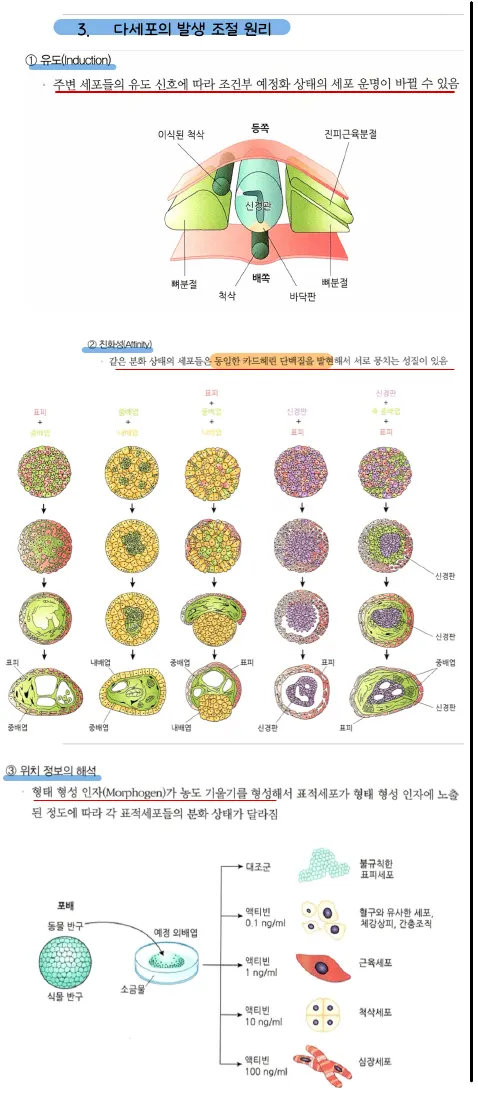 3. 다세포의 발생 조절 원리
① 유도(Induction)
· 주변 세포들의 유도 신호에 따라 조건부 예정화 상태의 세포 운명이 바뀔 수 있음
등쪽
이식된 척삭
진피근육분절
신경관
뼈분절
척삭
배쪽
바닥판
뼈분절
② 친화성(Affinity)
· 같은 분화 상태의 세포들은 동일한 카드헤린 단백질을 발현해서 서로 뭉치는 성질이 있음
표피
+
중배엽
중배엽
+
내배엽
표피
+
중배엽
+
내배엽
신경판
+
표피
신경판
+
축 중배엽
+
표피
신경판
신경판
표피
중배엽
내배엽
중배엽
중배엽
표피
내배엽
표피
신경판
중배엽
신경판
표피
③ 위치 정보의 해석
· 형태 형성 인자(Morphogen)가 농도 기울기를 형성해서 표적세포가 형태 형성 인자에 노출
된 정도에 따라 각 표적세포들의 분화 상태가 달라짐
포배
동물 반구
식물 반구
예정 외배엽
소금물
대조군
불규칙한
표피세포
액티빈
0.1 ng/ml
혈구와 유사한 세포,
체강상피, 간충조직
액티빈
1 ng/ml
근육세포
액티빈
10 ng/ml
척삭세포
액티빈
100 ng/ml
심장세포